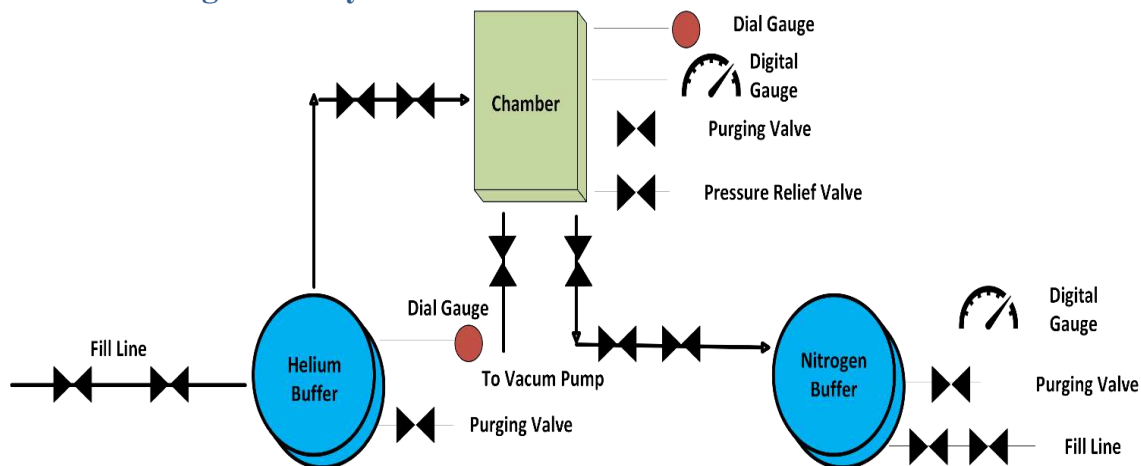 Dial Gauge
Digital
Gauge
Chamber
Purging Valve
Pressure Relief Valve
Dial Gauge
Digital
Gauge
Fill Line
Helium
Buffer
To Vacum Pump
Nitrogen
Buffer
Purging Valve
Purging Valve
Fill Line